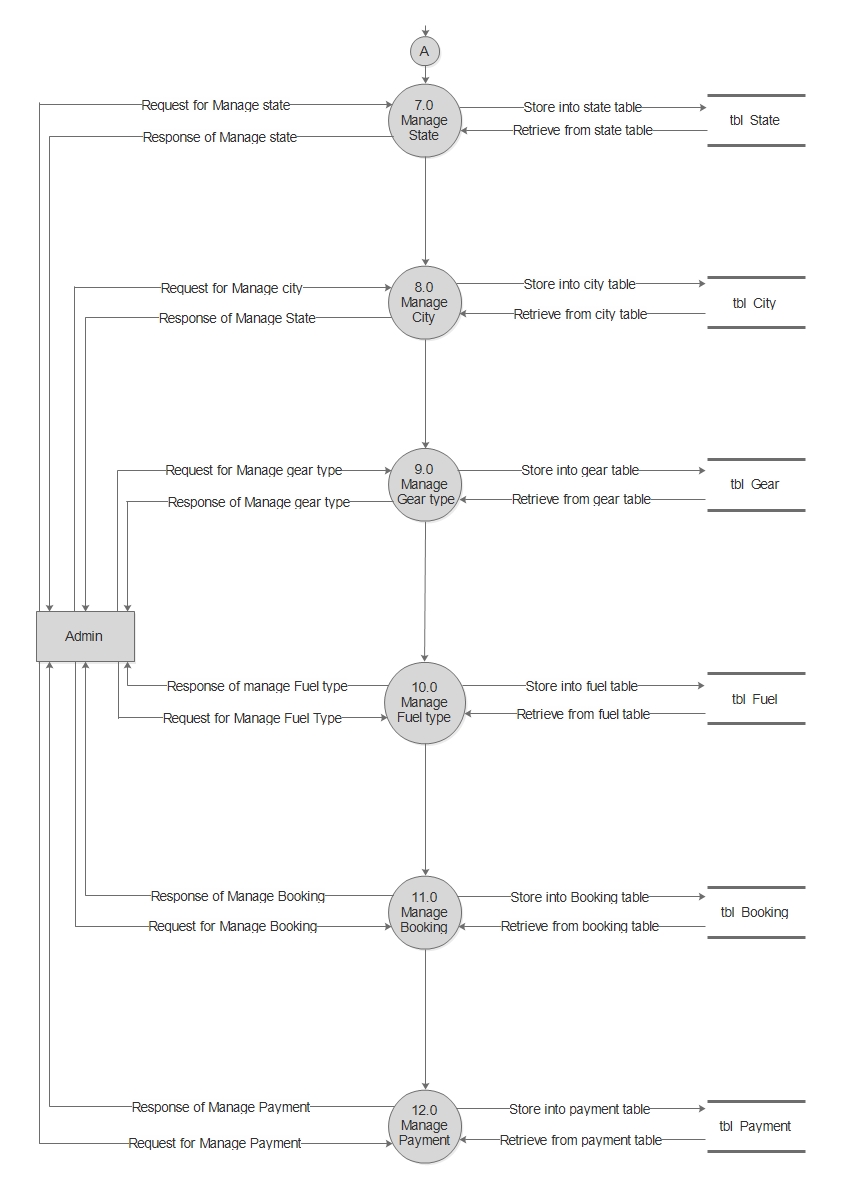 A
Request for Manage state
7.0
Manage
State
Store into state table
tbl State
Response of Manage state
Retrieve from state table
Request for Manage city
8.0
Manage
City
Store into city table
tbl City
Response of Manage State
Retrieve from city table
Request for Manage gear type
9.0
Manage
Gear type
Store into gear table
tbl Gear
Response of Manage gear type
Retrieve from gear table
Admin
Response of manage Fuel type
10.0
Manage
Fuel type
Store into fuel table
tbl Fuel
Request for Manage Fuel Type
Retrieve from fuel table
Response of Manage Booking
11.0
Manage
Booking
Store into Booking table
tbl Booking
Request for Manage Booking
Retrieve from booking table
Response of Manage Payment
12.0
Manage
Payment
Store into payment table
tbl Payment
Request for Manage Payment
Retrieve from payment table